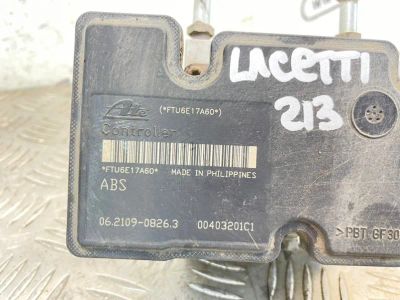 LACETTI
213
Ate (*FTU6E17A60*)
Controller
*FTU6E17A60* MADE IN PHILIPPINES
ABS
06.2109-0826.3 00403201C1
>PBT GF30